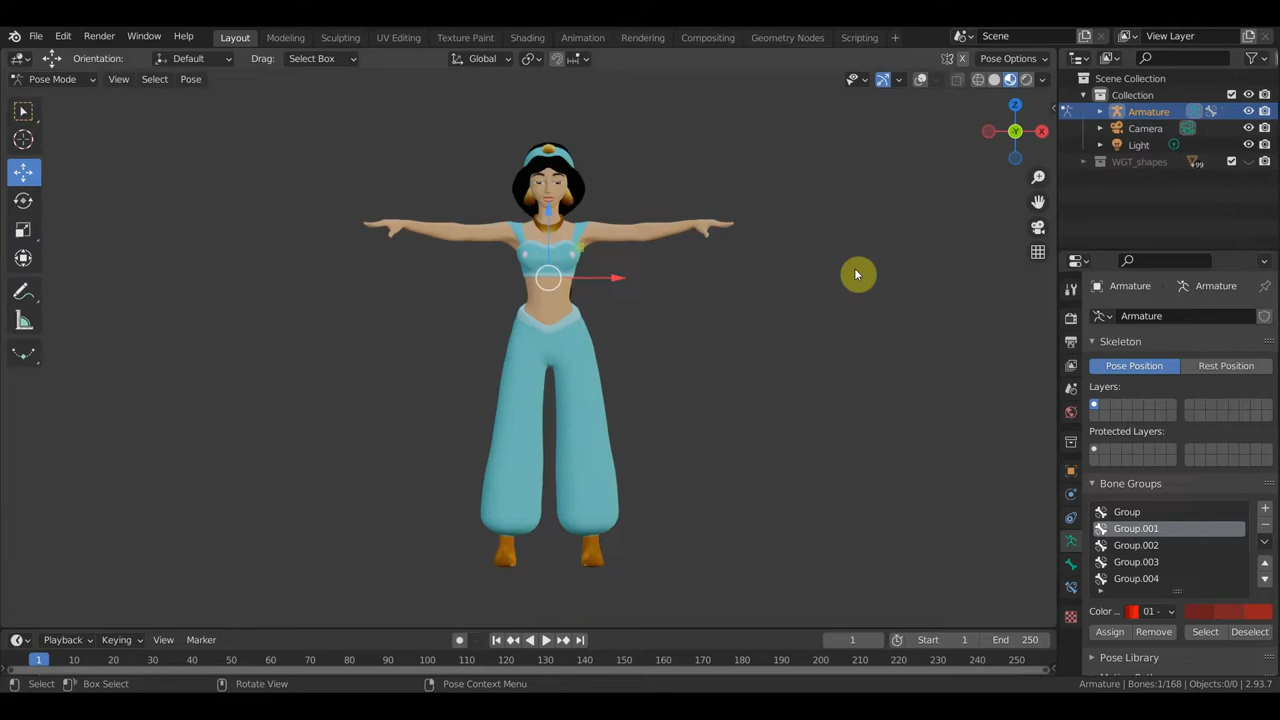 File Edit Render Window Help Layout Modeling Sculpting UV Editing Texture Paint Shading Animation Rendering Compositing Geometry Nodes Scripting + Scene View Layer
Orientation: Default Drag: Select Box Global X Pose Options
Pose Mode View Select Pose
Scene Collection
Collection
Armature
Camera
Light
WGT_shapes 99
Z
-Y X
Armature Armature
Armature
Skeleton
Pose Position Rest Position
Layers:
Protected Layers:
Bone Groups
Group
Group.001
Group.002
Group.003
Group.004
Color ... 01 -
Assign Remove Select Deselect
Pose Library
Playback Keying View Marker 1 Start 1 End 250
1 10 20 30 40 50 60 70 80 90 100 110 120 130 140 150 160 170 180 190 200 210 220 230 240 250
Select Box Select Rotate View Pose Context Menu Armature | Bones:1/168 | Objects:0/0 | 2.93.7